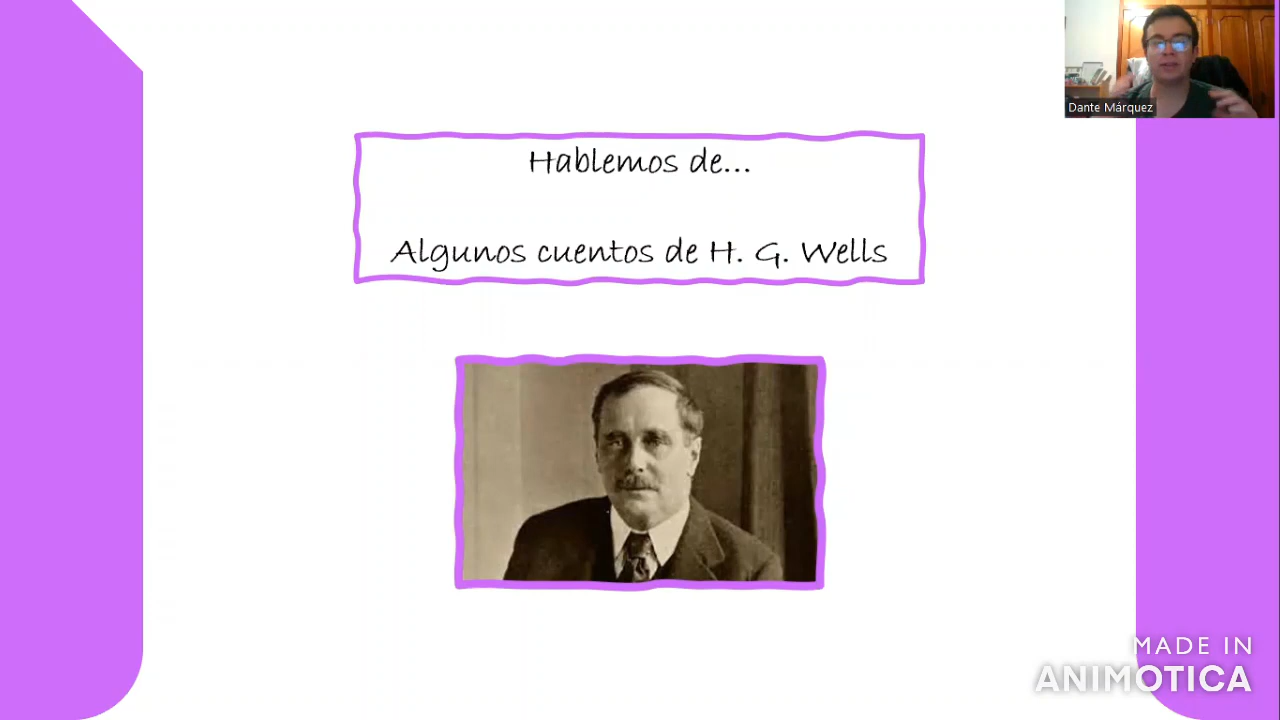 Dante Márquez
Hablemos de...
Algunos cuentos de H. G. Wells
MADE IN
ANIMOTICA